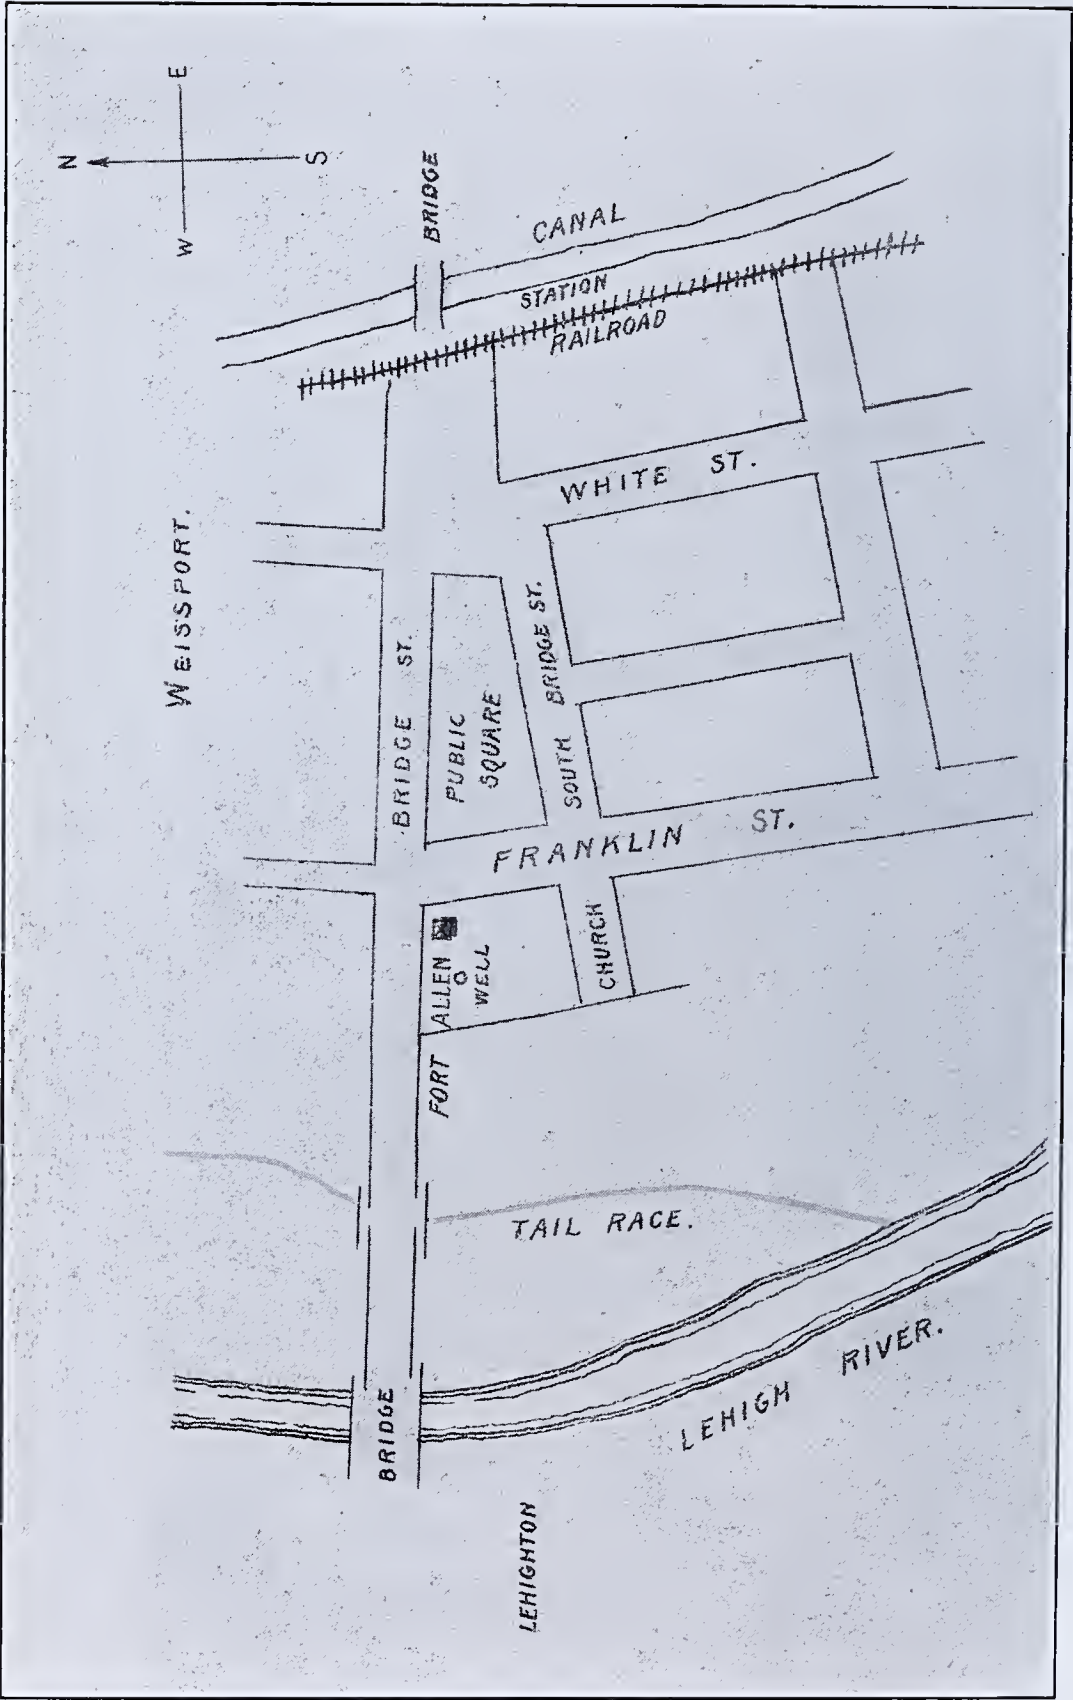 N
W
E
S
WEISSPORT.
BRIDGE
CANAL
STATION
RAILROAD
WHITE ST.
BRIDGE ST.
PUBLIC
SQUARE
SOUTH BRIDGE ST.
FRANKLIN ST.
FORT ALLEN
WELL
CHURCH
TAIL RACE.
BRIDGE
LEHIGH RIVER.
LEHIGHTON